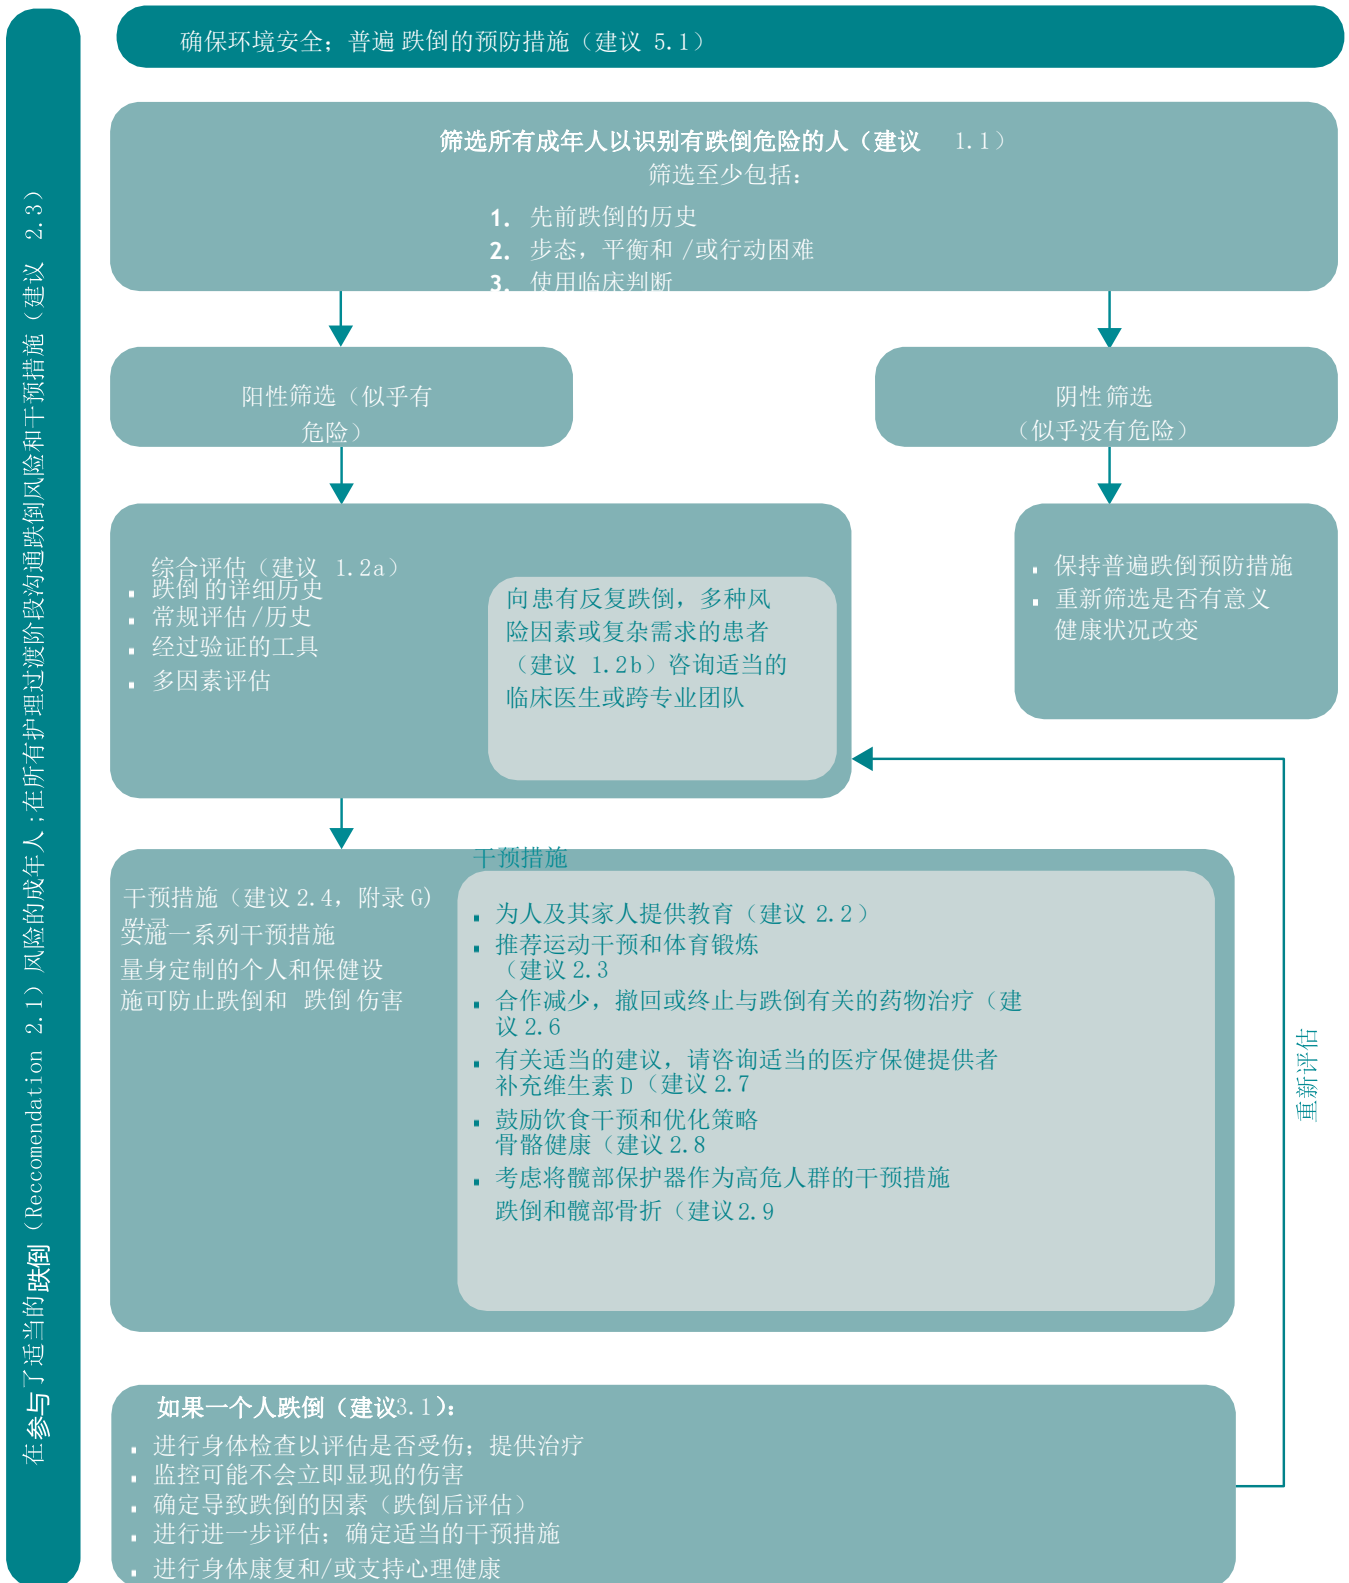 确保环境安全；普遍 跌倒的预防措施（建议 5.1）
筛选所有成年人以识别有跌倒危险的人（建议 1.1）
筛选至少包括：
1. 先前跌倒的历史
2. 步态，平衡和 /或行动困难
3. 使用临床判断
阳性筛选（似乎有
危险）
阴性筛选
（似乎没有危险）
综合评估（建议 1.2a）
▪ 跌倒 的详细历史
▪ 常规评估/历史
▪ 经过验证的工具
▪ 多因素评估
向患有反复跌倒，多种风
险因素或复杂需求的患者
（建议 1.2b）咨询适当的
临床医生或跨专业团队
▪ 保持普遍跌倒预防措施
▪ 重新筛选是否有意义
健康状况改变
干预措施（建议 2.4，附录 G)
附录
实施一系列干预措施
量身定制的个人和保健设
施可防止跌倒和 跌倒 伤害
干预措施
▪ 为人及其家人提供教育（建议 2.2）
▪ 推荐运动干预和体育锻炼
（建议 2.3
▪ 合作减少，撤回或终止与跌倒有关的药物治疗（建
议 2.6
▪ 有关适当的建议，请咨询适当的医疗保健提供者
补充维生素 D（建议 2.7
▪ 鼓励饮食干预和优化策略
骨骼健康（建议 2.8
▪ 考虑将髋部保护器作为高危人群的干预措施
跌倒和髋部骨折（建议 2.9
重新评估
如果一个人跌倒（建议3.1）：
▪ 进行身体检查以评估是否受伤；提供治疗
▪ 监控可能不会立即显现的伤害
▪ 确定导致跌倒的因素（跌倒后评估）
▪ 进行进一步评估；确定适当的干预措施
▪ 进行身体康复和/或支持心理健康
在参与了适当的跌倒（Reccomendation 2.1）风险的成年人；在所有护理过渡阶段沟通跌倒风险和干预措施（建议 2.3）